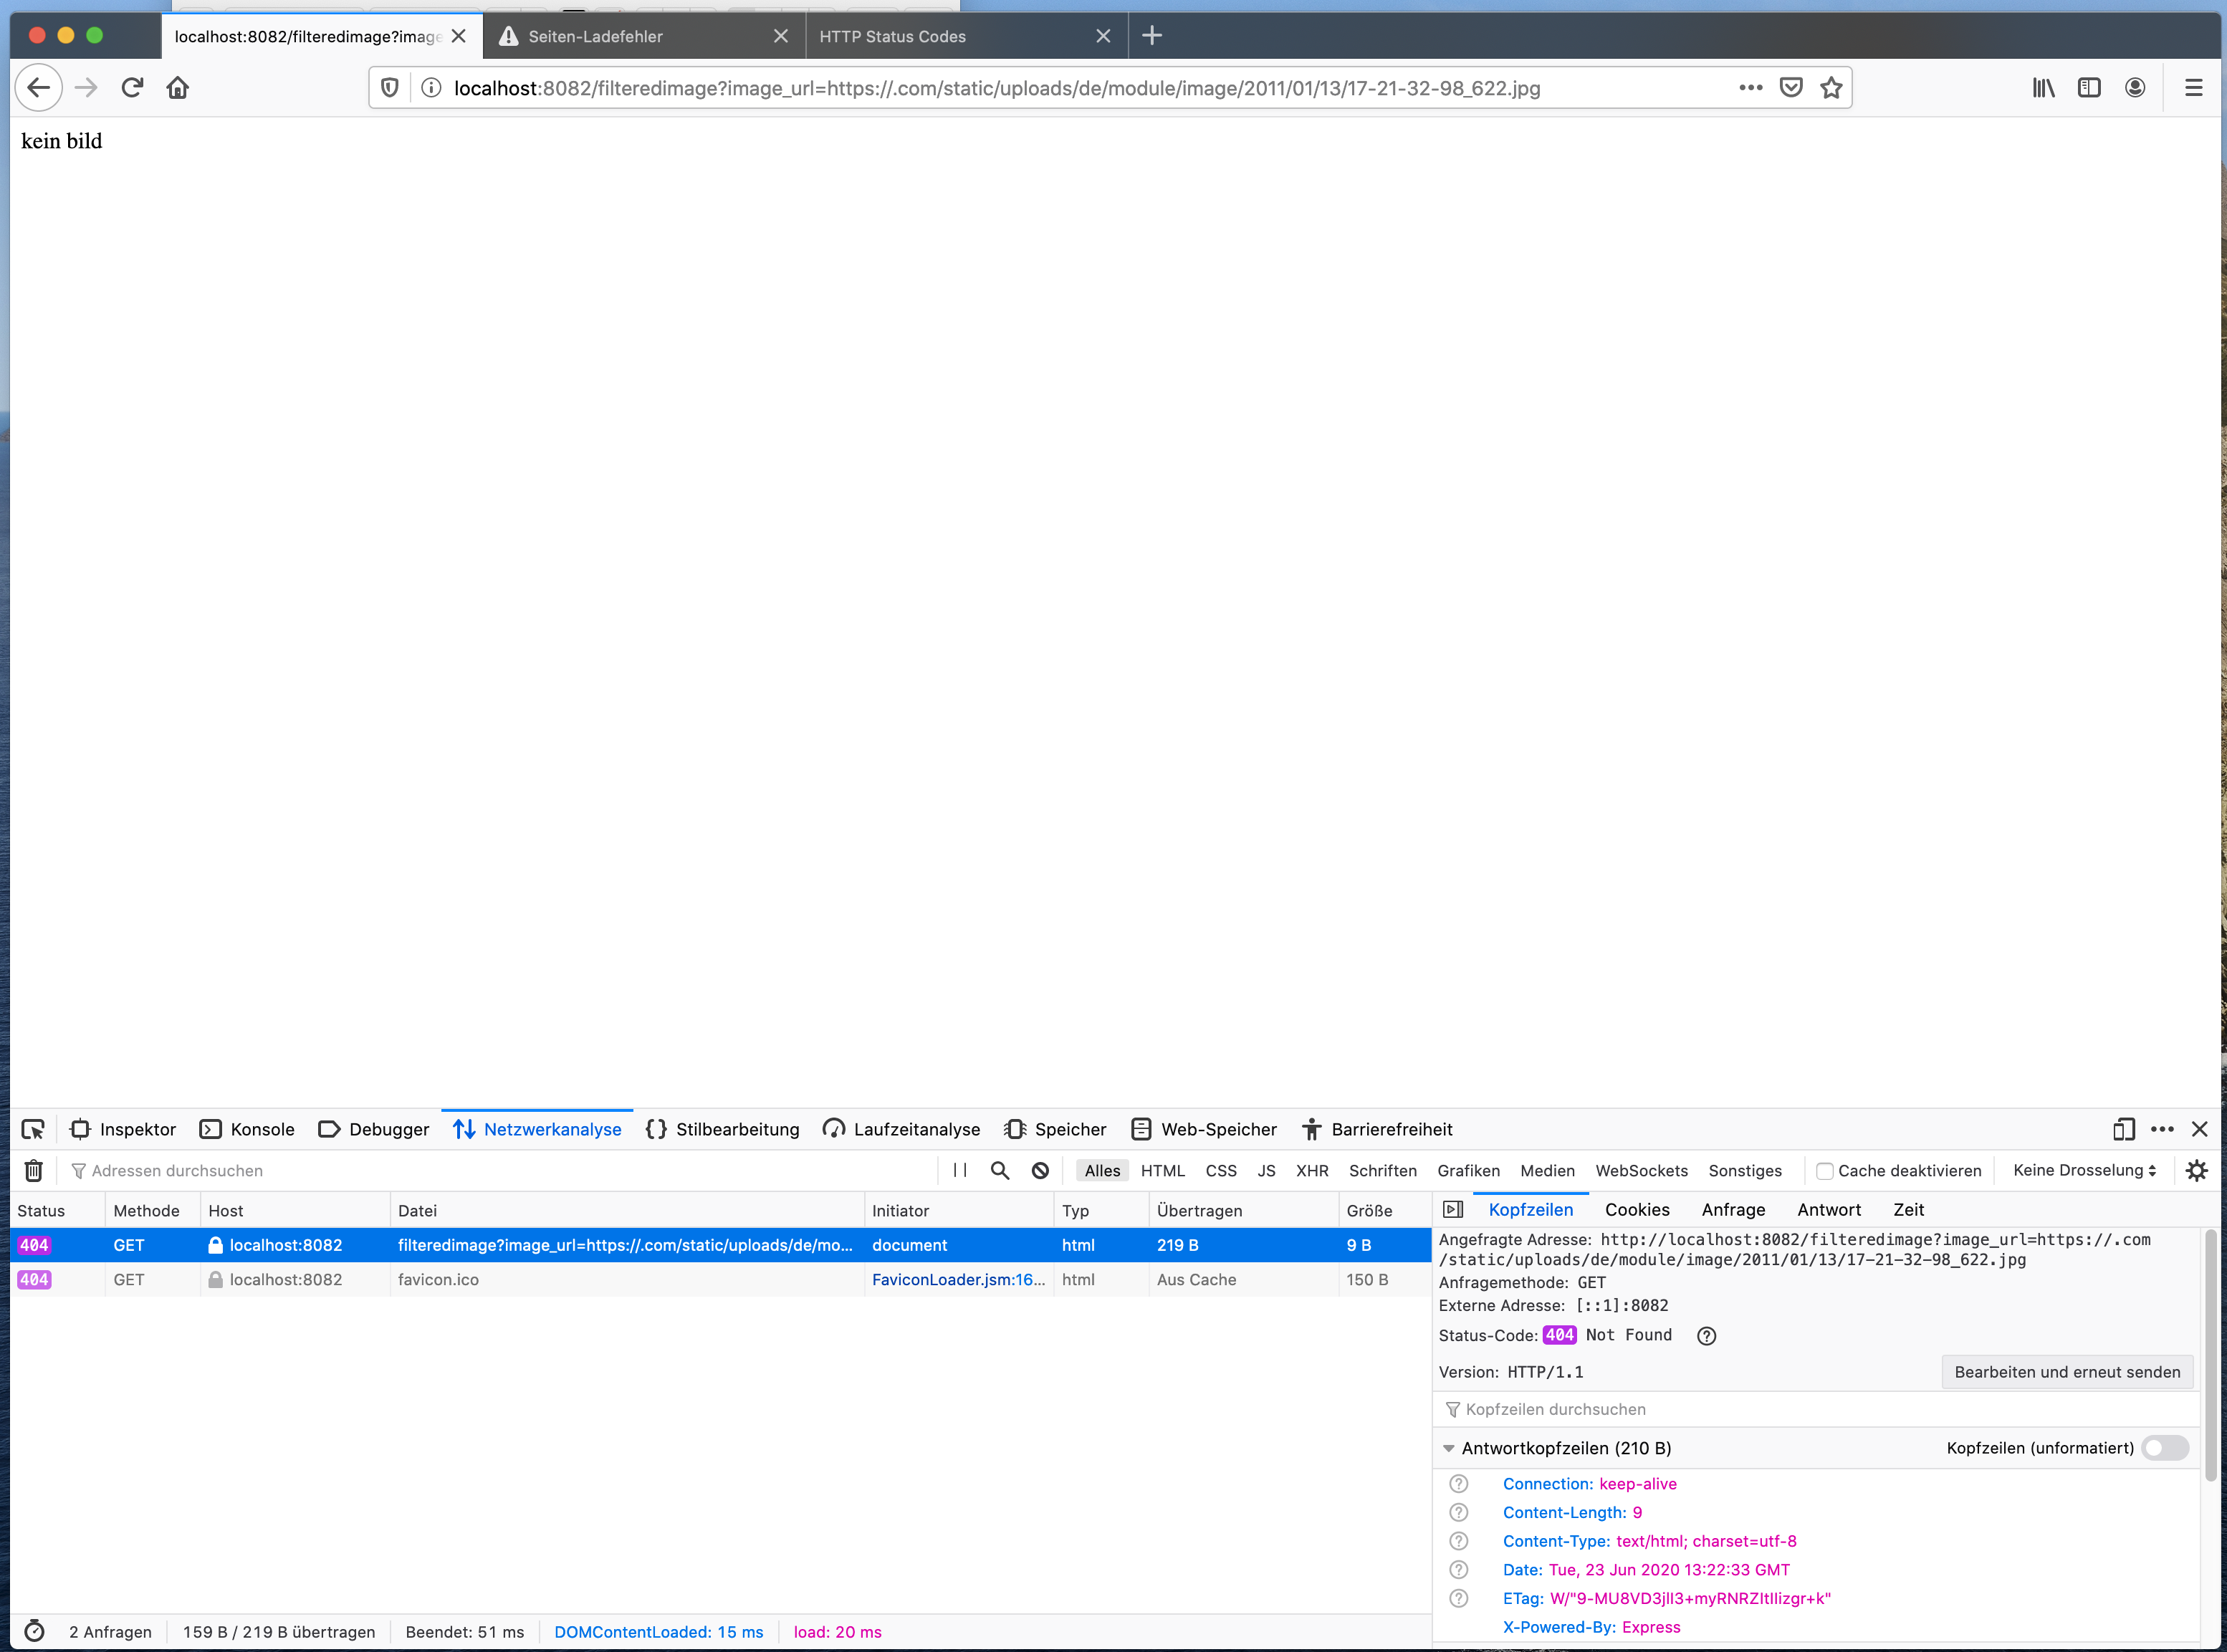 localhost:8082/filteredimage?image
Seiten-Ladefehler
HTTP Status Codes
localhost:8082/filteredimage?image_url=https://.com/static/uploads/de/module/image/2011/01/13/17-21-32-98_622.jpg
kein bild
Inspektor
Konsole
Debugger
Netzwerkanalyse
Stilbearbeitung
Laufzeitanalyse
Speicher
Web-Speicher
Barrierefreiheit
Adressen durchsuchen
Alles HTML CSS JS XHR Schriften Grafiken Medien WebSockets Sonstiges
Cache deaktivieren
Keine Drosselung
Status Methode Host Datei Initiator Typ Übertragen Größe
404 GET localhost:8082 filteredimage?image_url=https://.com/static/uploads/de/mo... document html 219 B 9 B
404 GET localhost:8082 favicon.ico FaviconLoader.jsm:16... html Aus Cache 150 B
Kopfzeilen Cookies Anfrage Antwort Zeit
Angefragte Adresse: http://localhost:8082/filteredimage?image_url=https://.com
/static/uploads/de/module/image/2011/01/13/17-21-32-98_622.jpg
Anfragemethode: GET
Externe Adresse: [::1]:8082
Status-Code: 404 Not Found
Version: HTTP/1.1
Bearbeiten und erneut senden
Kopfzeilen durchsuchen
Antwortkopfzeilen (210 B)
Kopfzeilen (unformatiert)
Connection: keep-alive
Content-Length: 9
Content-Type: text/html; charset=utf-8
Date: Tue, 23 Jun 2020 13:22:33 GMT
ETag:
X-Powered-By: Express
2 Anfragen
159 B / 219 B übertragen
Beendet: 51 ms
DOMContentLoaded: 15 ms
load: 20 ms